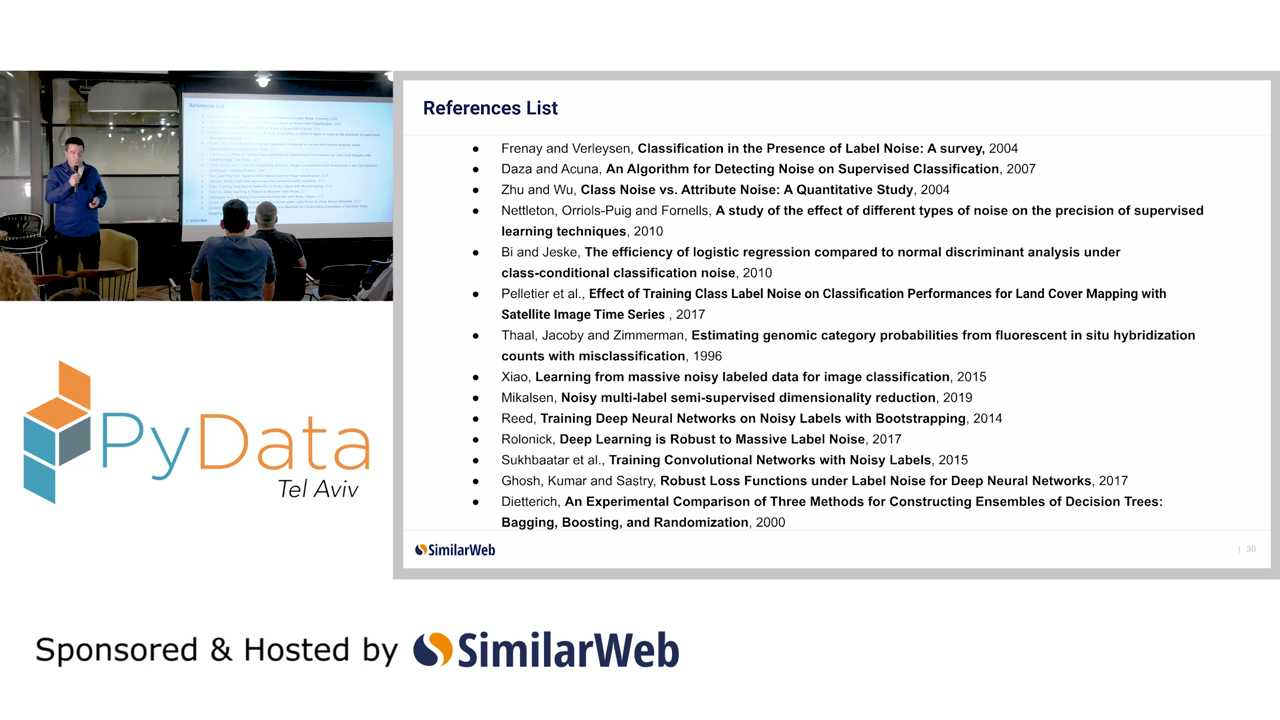 References List
● Frenay and Verleysen, Classification in the Presence of Label Noise: A survey, 2004
● Daza and Acuna, An Algorithm for Detecting Noise on Supervised Classification, 2007
● Zhu and Wu, Class Noise vs. Attribute Noise: A Quantitative Study, 2004
● Nettleton, Orriols-Puig and Fornells, A study of the effect of different types of noise on the precision of supervised
learning techniques, 2010
● Bi and Jeske, The efficiency of logistic regression compared to normal discriminant analysis under
class-conditional classification noise, 2010
● Pelletier et al., Effect of Training Class Label Noise on Classification Performances for Land Cover Mapping with
Satellite Image Time Series , 2017
● Thaal, Jacoby and Zimmerman, Estimating genomic category probabilities from fluorescent in situ hybridization
counts with misclassification, 1996
● Xiao, Learning from massive noisy labeled data for image classification, 2015
● Mikalsen, Noisy multi-label semi-supervised dimensionality reduction, 2019
● Reed, Training Deep Neural Networks on Noisy Labels with Bootstrapping, 2014
● Rolonick, Deep Learning is Robust to Massive Label Noise, 2017
● Sukhbaatar et al., Training Convolutional Networks with Noisy Labels, 2015
● Ghosh, Kumar and Sastry, Robust Loss Functions under Label Noise for Deep Neural Networks, 2017
● Dietterich, An Experimental Comparison of Three Methods for Constructing Ensembles of Decision Trees:
Bagging, Boosting, and Randomization, 2000
SimilarWeb
| 30
References List
PyData
Tel Aviv
Sponsored & Hosted by SimilarWeb